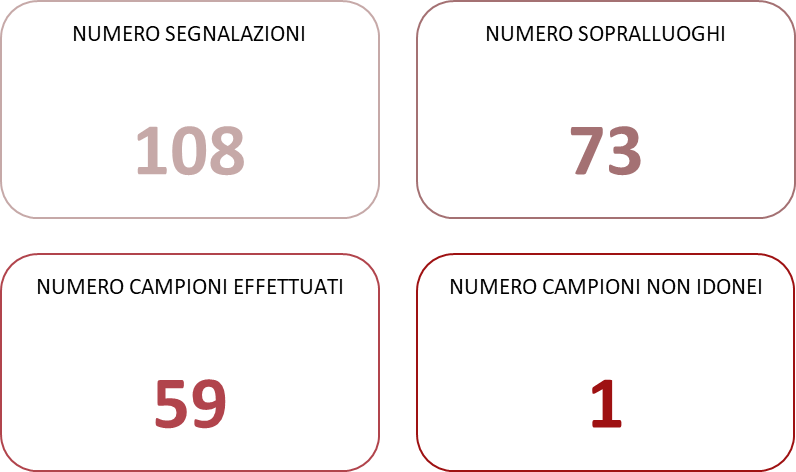 NUMERO SEGNALAZIONI
108
NUMERO SOPRALLUOGHI
73
NUMERO CAMPIONI EFFETTUATI
59
NUMERO CAMPIONI NON IDONEI
1